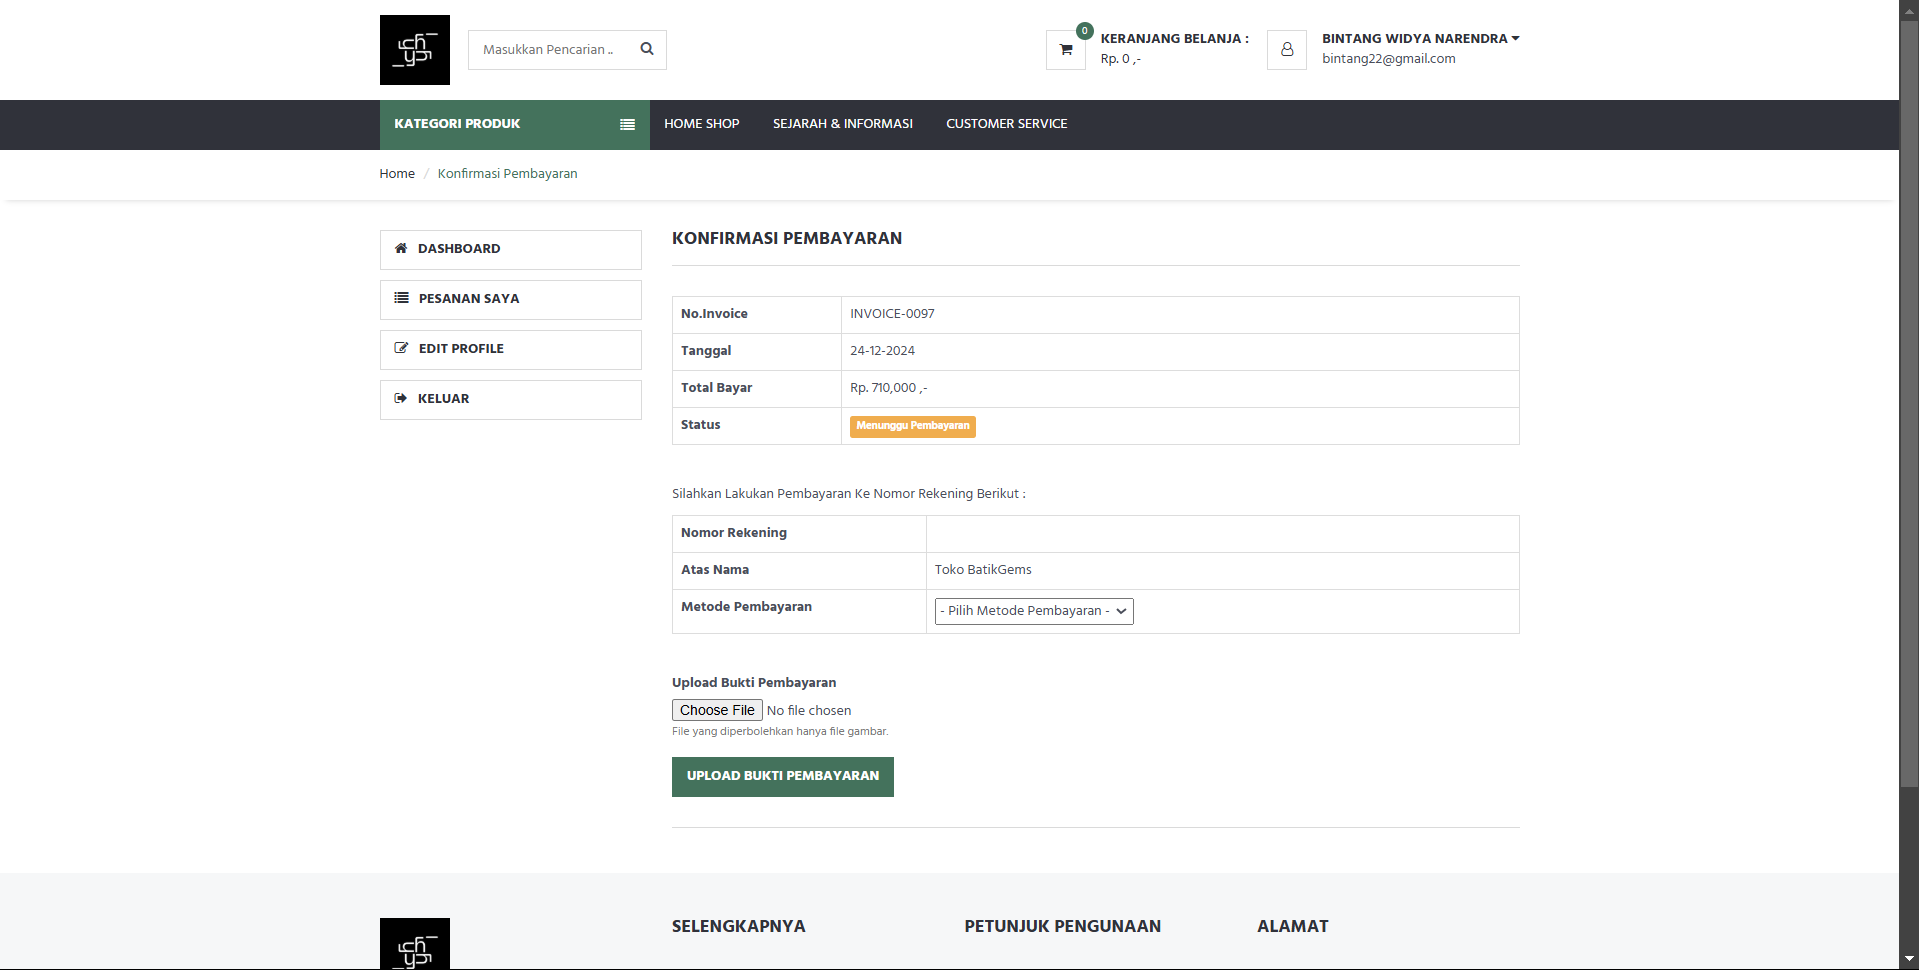 Masukkan Pencarian ..
0
KERANJANG BELANJA :
Rp. 0 ,-
BINTANG WIDYA NARENDRA
bintang22@gmail.com
KATEGORI PRODUK
HOME SHOP
SEJARAH & INFORMASI
CUSTOMER SERVICE
Home / Konfirmasi Pembayaran
DASHBOARD
PESANAN SAYA
EDIT PROFILE
KELUAR
KONFIRMASI PEMBAYARAN
No.Invoice INVOICE-0097
Tanggal 24-12-2024
Total Bayar Rp. 710,000 ,-
Status Menunggu Pembayaran
Silahkan Lakukan Pembayaran Ke Nomor Rekening Berikut :
Nomor Rekening
Atas Nama Toko BatikGems
Metode Pembayaran - Pilih Metode Pembayaran -
Upload Bukti Pembayaran
Choose File No file chosen
File yang diperbolehkan hanya file gambar.
UPLOAD BUKTI PEMBAYARAN
SELENGKAPNYA
PETUNJUK PENGUNAAN
ALAMAT